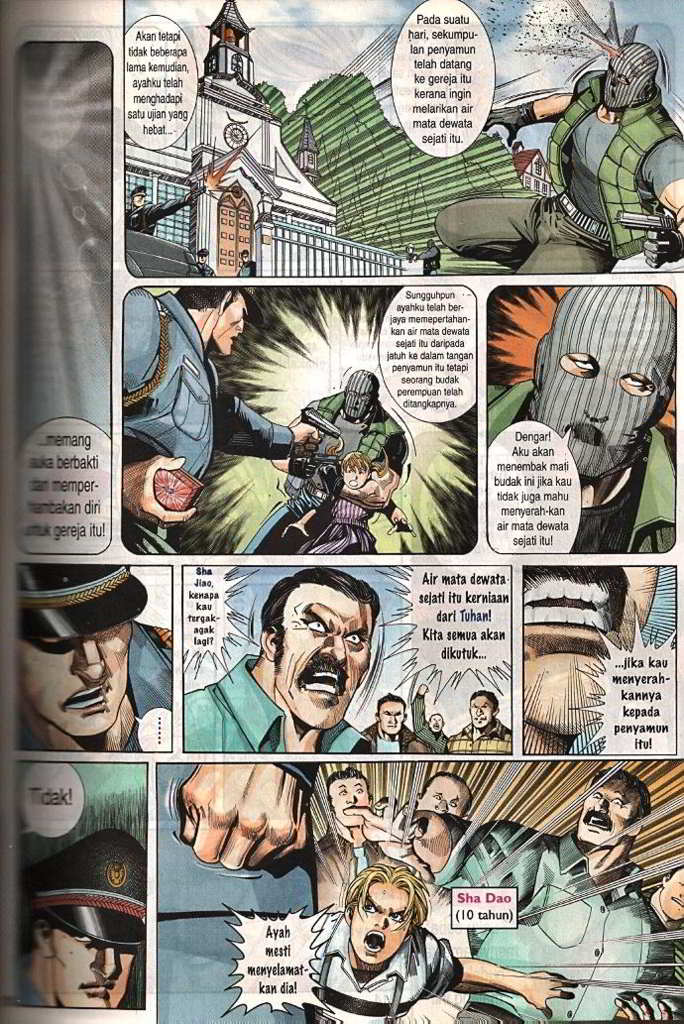 Akan tetapi
tidak beberapa
lama kemudian,
ayahku telah
menghadapi
satu ujian yang
hebat...
Pada suatu
hari, sekumpu-
lan penyamun
telah datang
ke gereja itu
kerana ingin
melarikan air
mata dewata
sejati itu.
...memang
suka berbakti
dan memper-
hambakan diri
untuk gereja itu!
Sungguhpun
ayahku telah ber-
jaya memepertahan-
kan air mata dewata
sejati itu daripada
jatuh ke dalam tangan
penyamun itu tetapi
seorang budak
perempuan telah
ditangkapnya.
Dengar!
Aku akan
menembak mati
budak ini jika kau
tidak juga mahu
menyerah-kan
air mata dewata
sejati itu!
......
Sha
Jiao,
kenapa
kau
tergak-
agak
lagi?
Air mata dewata
sejati itu kerniaan
dari Tuhan!
Kita semua akan
dikutuk...
...jika kau
menyerah-
kannya
kepada
penyamun
itu!
Tidak!
Ayah
mesti
menyelamat-
kan dia!
Sha Dao
(10 tahun)